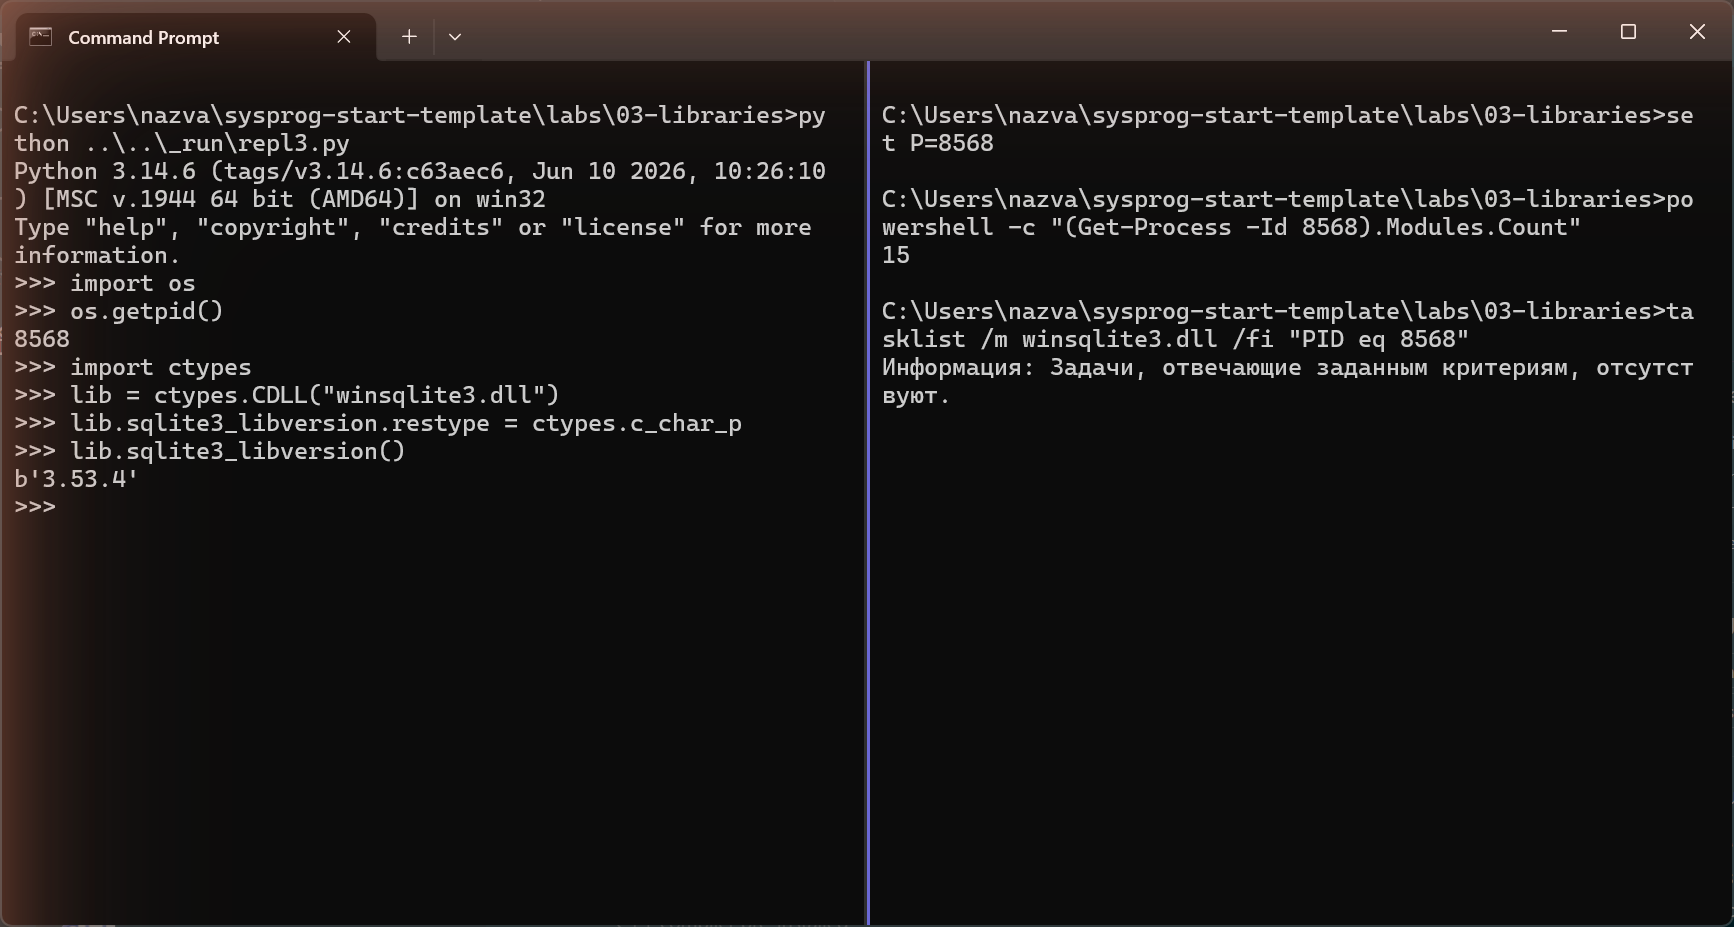 Command Prompt
C:\Users\nazva\sysprog-start-template\labs\03-libraries>py
thon ..\..\_run\repl3.py
Python 3.14.6 (tags/v3.14.6:c63aec6, Jun 10 2026, 10:26:10
) [MSC v.1944 64 bit (AMD64)] on win32
Type "help", "copyright", "credits" or "license" for more
information.
>>> import os
>>> os.getpid()
8568
>>> import ctypes
>>> lib = ctypes.CDLL("winsqlite3.dll")
>>> lib.sqlite3_libversion.restype = ctypes.c_char_p
>>> lib.sqlite3_libversion()
b'3.53.4'
>>>
C:\Users\nazva\sysprog-start-template\labs\03-libraries>se
t P=8568
C:\Users\nazva\sysprog-start-template\labs\03-libraries>po
wershell -c "(Get-Process -Id 8568).Modules.Count"
15
C:\Users\nazva\sysprog-start-template\labs\03-libraries>ta
sklist /m winsqlite3.dll /fi "PID eq 8568"
Информация: Задачи, отвечающие заданным критериям, отсутст
вуют.